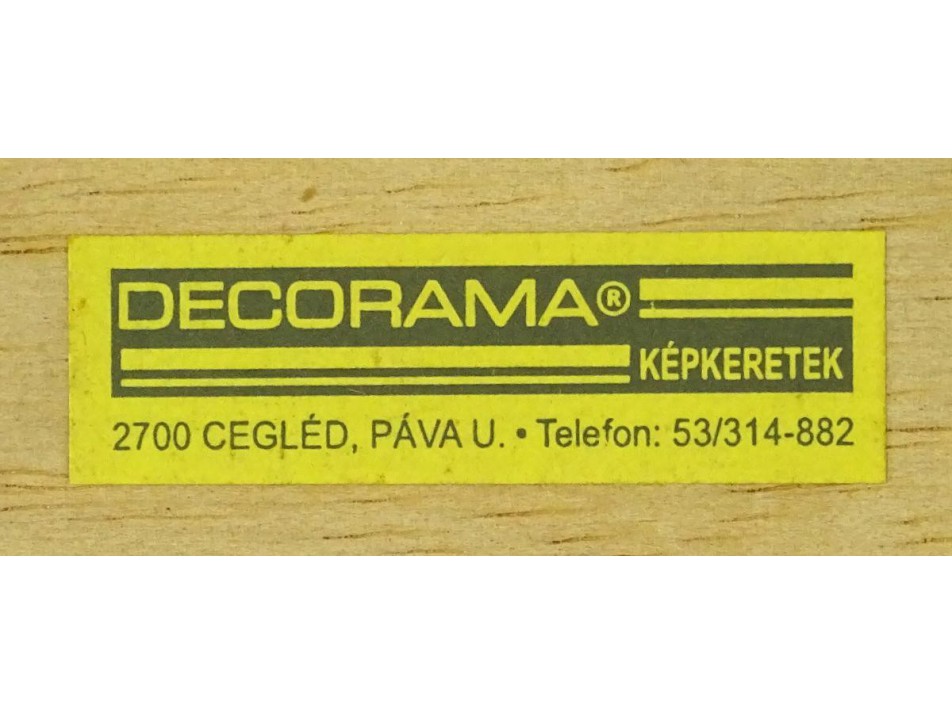 DECORAMA®
KÉPKERETEK
2700 CEGLÉD, PÁVA U. • Telefon: 53/314-882